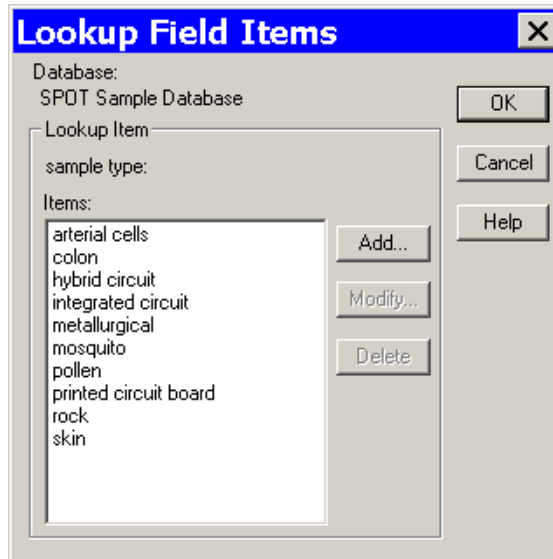 Lookup Field Items
Database:
SPOT Sample Database
OK
Lookup Item
sample type:
Cancel
Items:
Help
arterial cells
colon
hybrid circuit
integrated circuit
metallurgical
mosquito
pollen
printed circuit board
rock
skin
Add...
Modify...
Delete